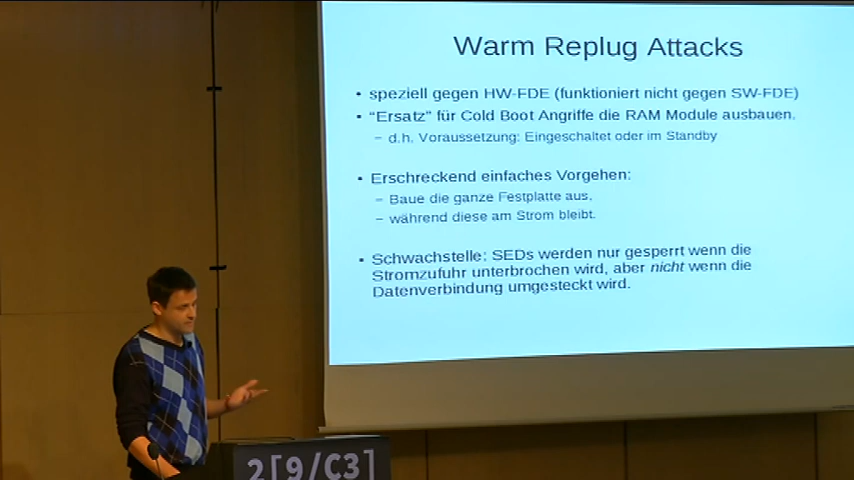 Warm Replug Attacks
• speziell gegen HW-FDE (funktioniert nicht gegen SW-FDE)
• "Ersatz" für Cold Boot Angriffe die RAM Module ausbauen.
– d.h. Voraussetzung: Eingeschaltet oder im Standby
• Erschreckend einfaches Vorgehen:
– Baue die ganze Festplatte aus,
– während diese am Strom bleibt.
• Schwachstelle: SEDs werden nur gesperrt wenn die
Stromzufuhr unterbrochen wird, aber nicht wenn die
Datenverbindung umgesteckt wird.
2[9/C3]